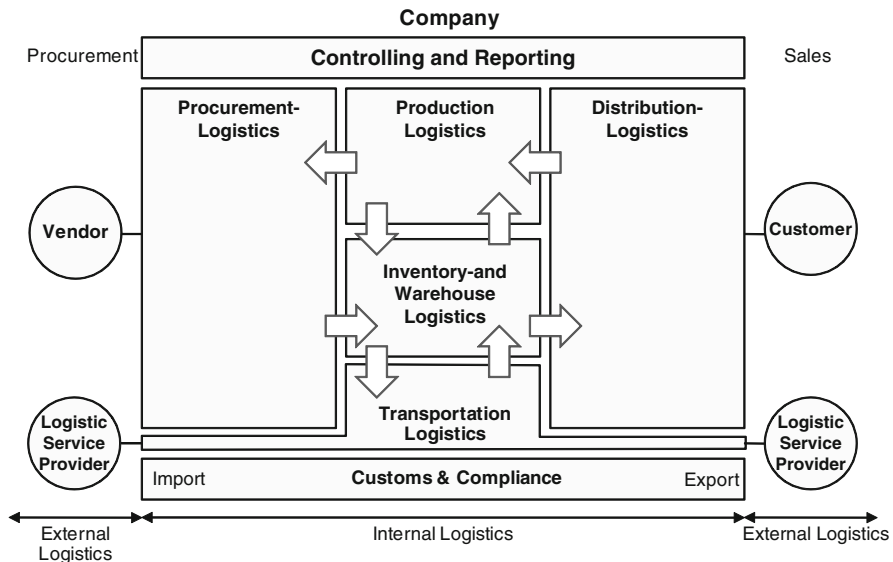 Company
Procurement
Controlling and Reporting
Sales
Procurement-
Logistics
Production
Logistics
Distribution-
Logistics
Vendor
Customer
Inventory-and
Warehouse
Logistics
Logistic
Service
Provider
Transportation
Logistics
Logistic
Service
Provider
Import
Customs & Compliance
Export
External
Logistics
Internal Logistics
External Logistics